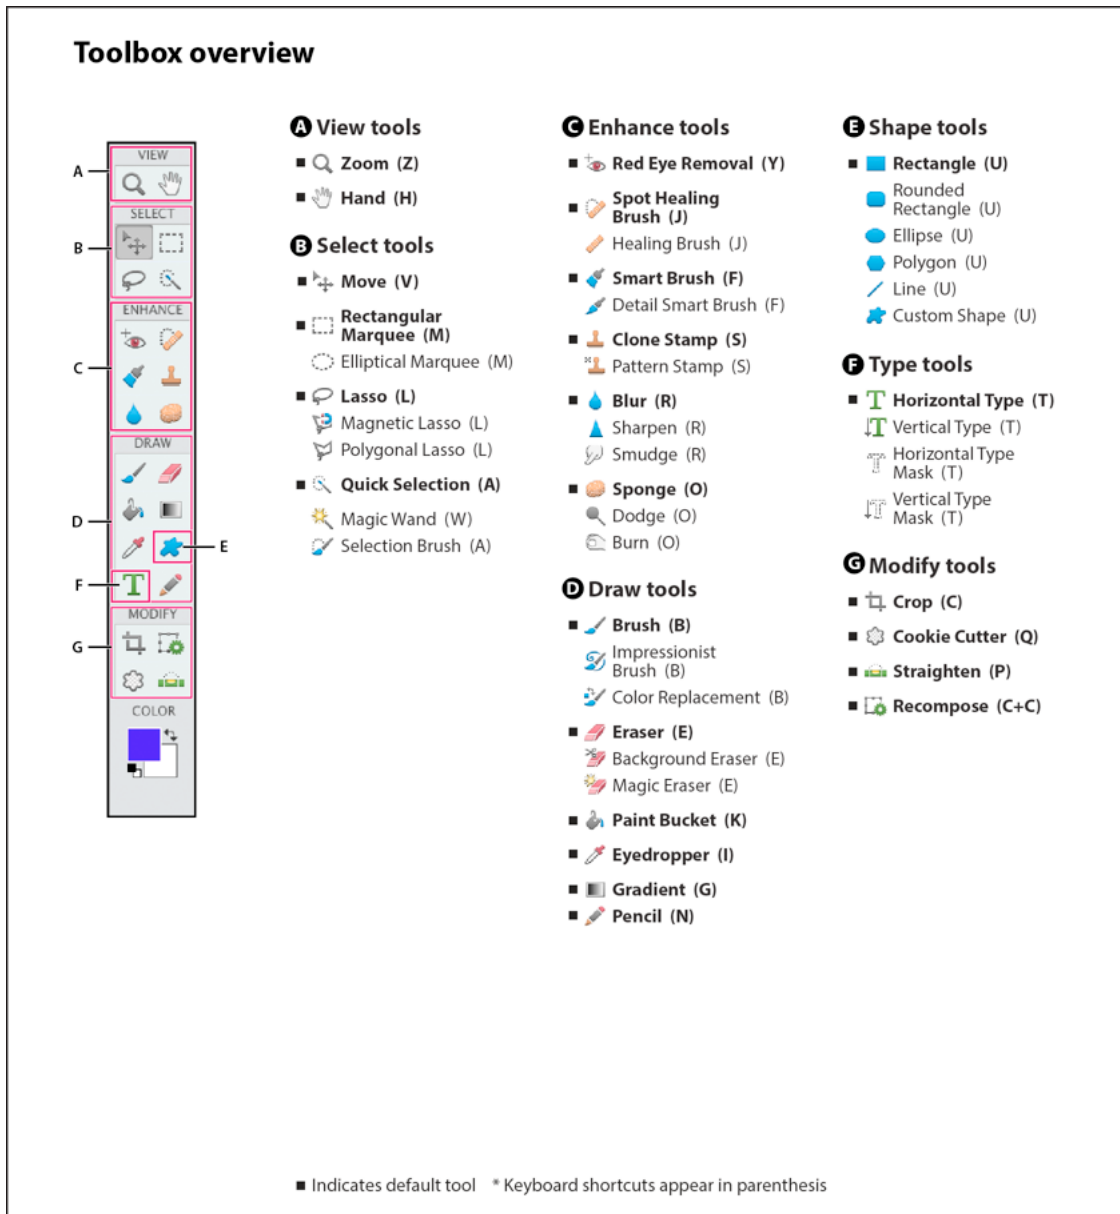 Toolbox overview
VIEW
A
SELECT
B
ENHANCE
C
DRAW
D
E
F
T
MODIFY
G
COLOR
A View tools
Zoom (Z)
Hand (H)
B Select tools
Move (V)
Rectangular
Marquee (M)
Elliptical Marquee (M)
Lasso (L)
Magnetic Lasso (L)
Polygonal Lasso (L)
Quick Selection (A)
Magic Wand (W)
Selection Brush (A)
C Enhance tools
Red Eye Removal (Y)
Spot Healing
Brush (J)
Healing Brush (J)
Smart Brush (F)
Detail Smart Brush (F)
Clone Stamp (S)
Pattern Stamp (S)
Blur (R)
Sharpen (R)
Smudge (R)
Sponge (O)
Dodge (O)
Burn (O)
D Draw tools
Brush (B)
Impressionist
Brush (B)
Color Replacement (B)
Eraser (E)
Background Eraser (E)
Magic Eraser (E)
Paint Bucket (K)
Eyedropper (I)
Gradient (G)
Pencil (N)
E Shape tools
Rectangle (U)
Rounded
Rectangle (U)
Ellipse (U)
Polygon (U)
Line (U)
Custom Shape (U)
F Type tools
T Horizontal Type (T)
T Vertical Type (T)
T Horizontal Type
Mask (T)
T Vertical Type
Mask (T)
G Modify tools
Crop (C)
Cookie Cutter (Q)
Straighten (P)
Recompose (C+C)
■ Indicates default tool * Keyboard shortcuts appear in parenthesis